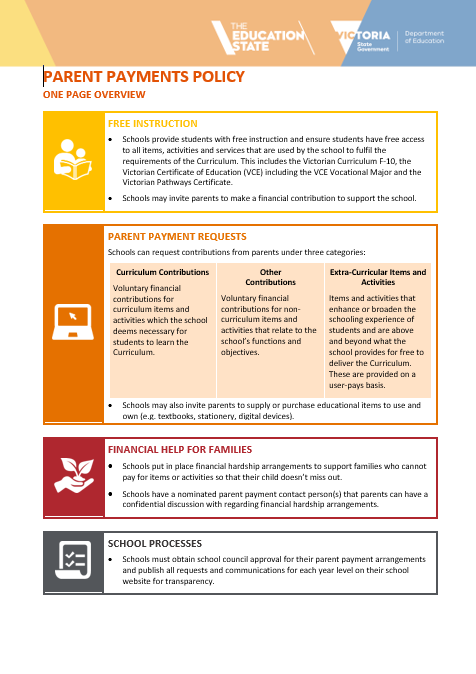 THE
EDUCATION
STATE
VICTORIA
State
Government
Department
of Education
PARENT PAYMENTS POLICY
ONE PAGE OVERVIEW
FREE INSTRUCTION
• Schools provide students with free instruction and ensure students have free access
to all items, activities and services that are used by the school to fulfil the
requirements of the Curriculum. This includes the Victorian Curriculum F-10, the
Victorian Certificate of Education (VCE) including the VCE Vocational Major and the
Victorian Pathways Certificate.
• Schools may invite parents to make a financial contribution to support the school.
PARENT PAYMENT REQUESTS
Schools can request contributions from parents under three categories:
Curriculum Contributions
Voluntary financial
contributions for
curriculum items and
activities which the school
deems necessary for
students to learn the
Curriculum.
Other
Contributions
Voluntary financial
contributions for non-
curriculum items and
activities that relate to the
school's functions and
objectives.
Extra-Curricular Items and
Activities
Items and activities that
enhance or broaden the
schooling experience of
students and are above
and beyond what the
school provides for free to
deliver the Curriculum.
These are provided on a
user-pays basis.
• Schools may also invite parents to supply or purchase educational items to use and
own (e.g. textbooks, stationery, digital devices).
FINANCIAL HELP FOR FAMILIES
• Schools put in place financial hardship arrangements to support families who cannot
pay for items or activities so that their child doesn't miss out.
• Schools have a nominated parent payment contact person(s) that parents can have a
confidential discussion with regarding financial hardship arrangements.
SCHOOL PROCESSES
• Schools must obtain school council approval for their parent payment arrangements
and publish all requests and communications for each year level on their school
website for transparency.